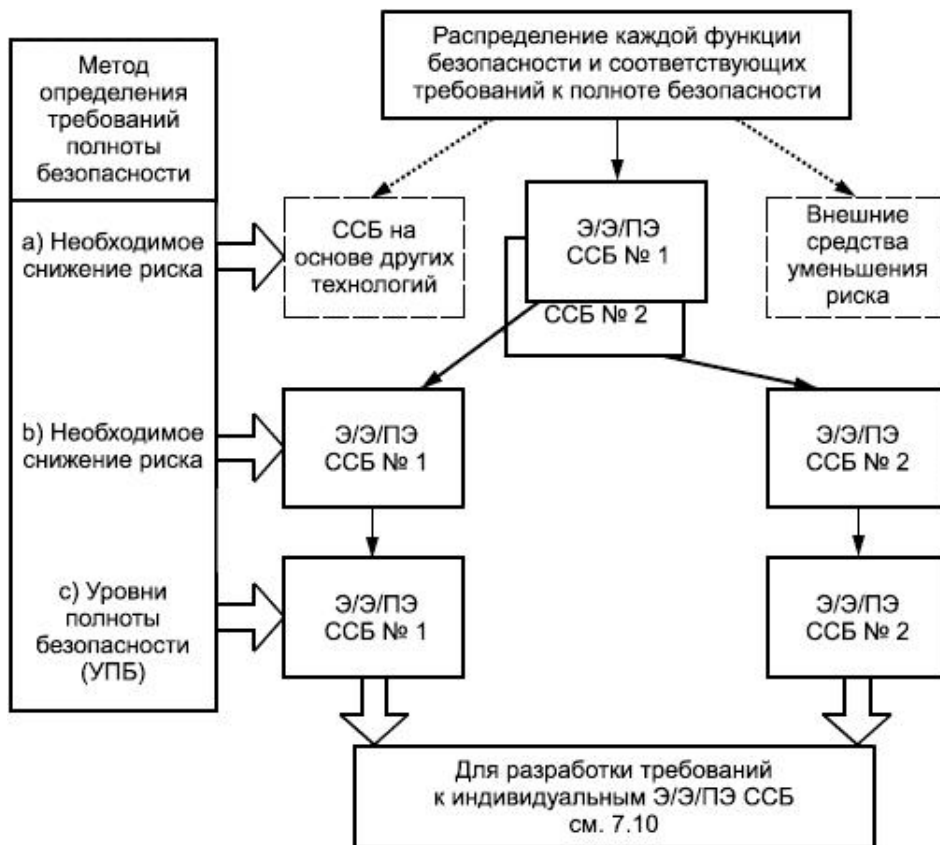 Распределение каждой функции
безопасности и соответствующих
требований к полноте безопасности
Метод
определения
требований
полноты
безопасности
a) Необходимое
снижение риска
ССБ на
основе других
технологий
Э/Э/ПЭ
ССБ № 1
ССБ № 2
Внешние
средства
уменьшения
риска
b) Необходимое
снижение риска
Э/Э/ПЭ
ССБ № 1
Э/Э/ПЭ
ССБ № 2
c) Уровни
полноты
безопасности
(УПБ)
Э/Э/ПЭ
ССБ № 1
Э/Э/ПЭ
ССБ № 2
Для разработки требований
к индивидуальным Э/Э/ПЭ ССБ
см. 7.10